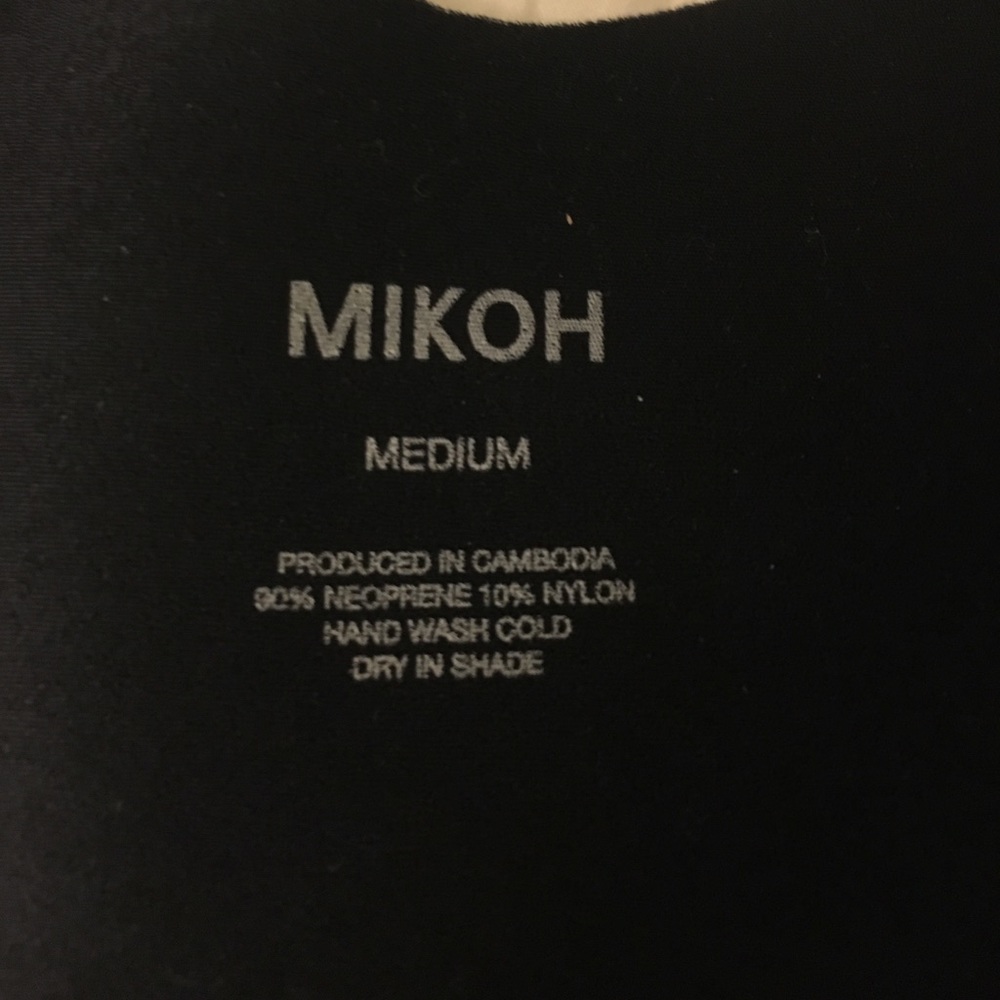 MIKOH
MEDIUM
PRODUCED IN CAMBODIA
90% NEOPRENE 10% NYLON
HAND WASH COLD
DRY IN SHADE